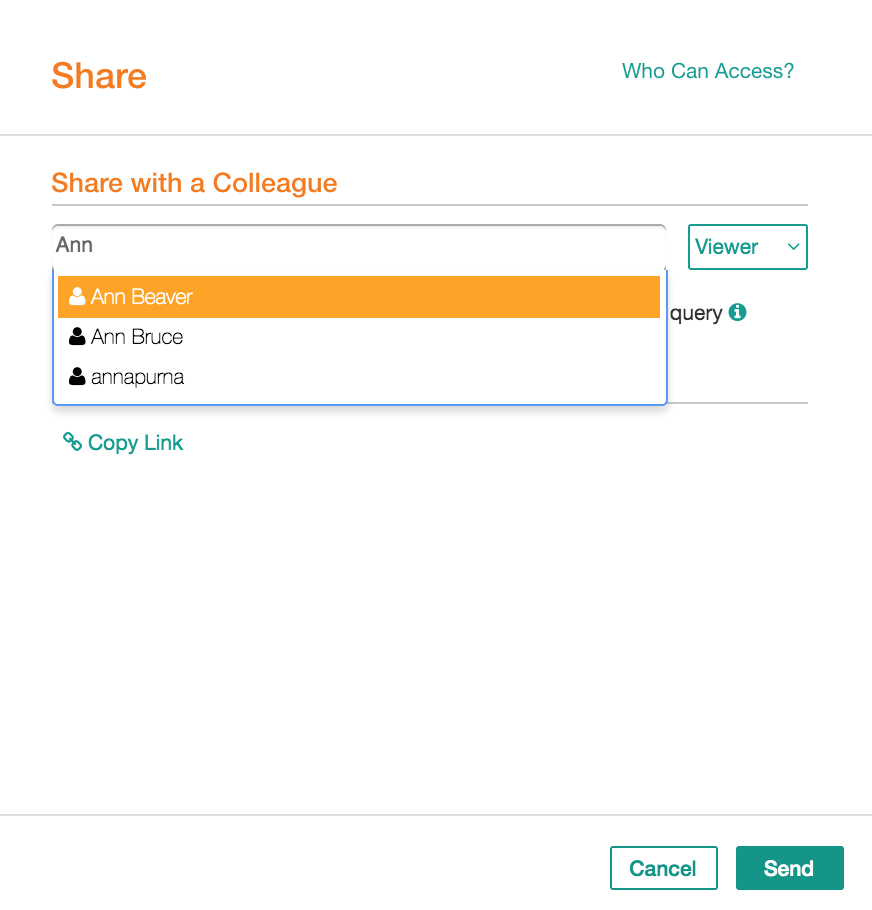 Share
Who Can Access?
Share with a Colleague
Ann
Viewer
Ann Beaver
query
Ann Bruce
annapurna
Copy Link
Cancel
Send